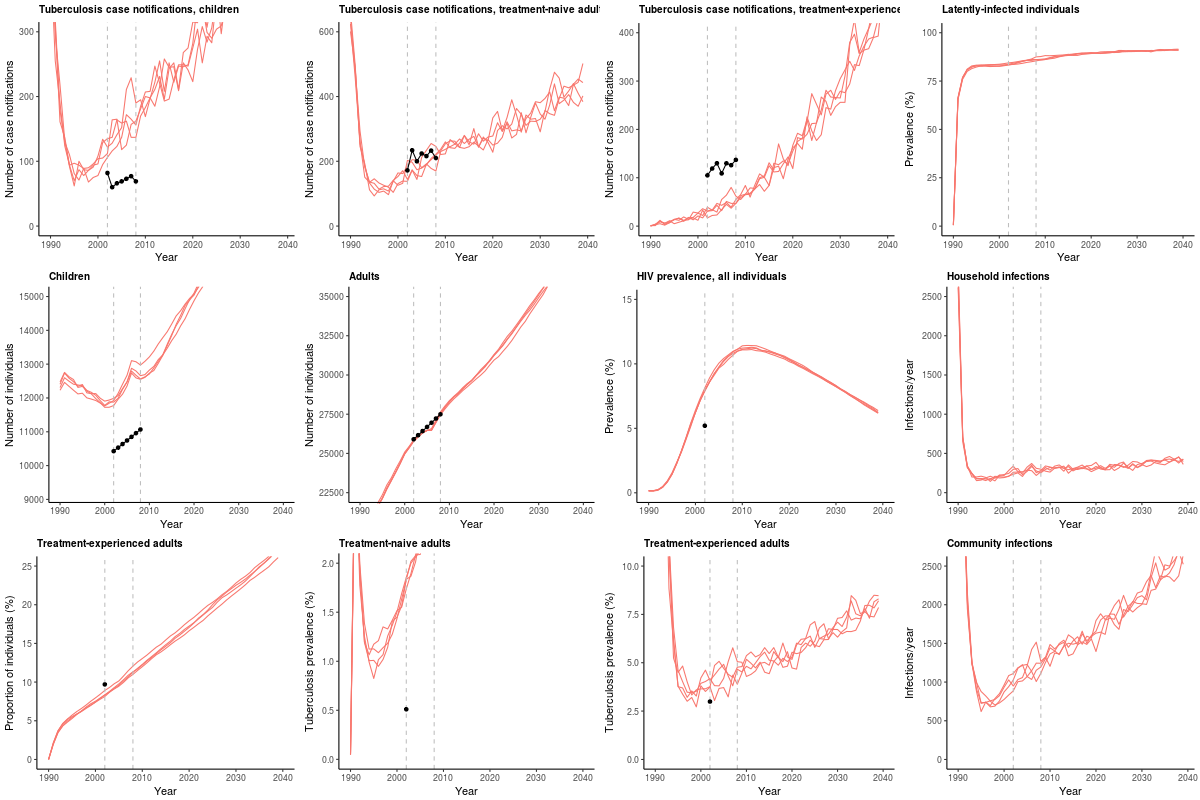 Tuberculosis case notifications, children
Number of case notifications
300
200
100
0
1990 2000 2010 2020 2030 2040
Year
Tuberculosis case notifications, treatment-naive adul
Number of case notifications
600
400
200
0
1990 2000 2010 2020 2030 2040
Year
Tuberculosis case notifications, treatment-experience
Number of case notifications
400
300
200
100
0
1990 2000 2010 2020 2030 2040
Year
Latently-infected individuals
Prevalence (%)
100
75
50
25
0
1990 2000 2010 2020 2030 2040
Year
Children
Number of individuals
15000
14000
13000
12000
11000
10000
9000
1990 2000 2010 2020 2030 2040
Year
Adults
Number of individuals
35000
32500
30000
27500
25000
22500
1990 2000 2010 2020 2030 2040
Year
HIV prevalence, all individuals
Prevalence (%)
15
10
5
0
1990 2000 2010 2020 2030 2040
Year
Household infections
Infections/year
2500
2000
1500
1000
500
0
1990 2000 2010 2020 2030 2040
Year
Treatment-experienced adults
Proportion of individuals (%)
25
20
15
10
5
0
1990 2000 2010 2020 2030 2040
Year
Treatment-naive adults
Tuberculosis prevalence (%)
2.0
1.5
1.0
0.5
0.0
1990 2000 2010 2020 2030 2040
Year
Treatment-experienced adults
Tuberculosis prevalence (%)
10.0
7.5
5.0
2.5
0.0
1990 2000 2010 2020 2030 2040
Year
Community infections
Infections/year
2500
2000
1500
1000
500
0
1990 2000 2010 2020 2030 2040
Year